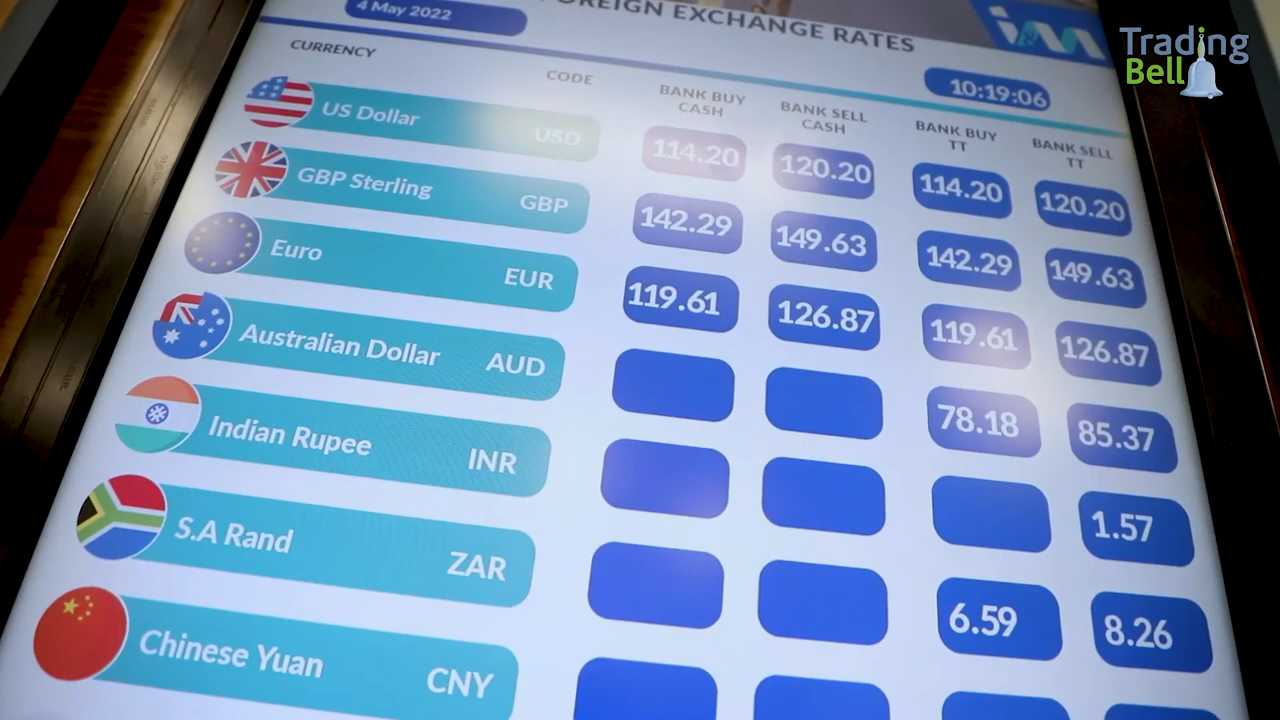 4 May 2022
FOREIGN EXCHANGE RATES
im
Trading
Bell
10:19:06
CURRENCY
CODE
BANK BUY
CASH
BANK SELL
CASH
BANK BUY
TT
BANK SELL
TT
US Dollar USD 114.20 120.20 114.20 120.20
GBP Sterling GBP 142.29 149.63 142.29 149.63
Euro EUR 119.61 126.87 119.61 126.87
Australian Dollar AUD 78.18 85.37
Indian Rupee INR 1.57
S.A Rand ZAR 6.59 8.26
Chinese Yuan CNY